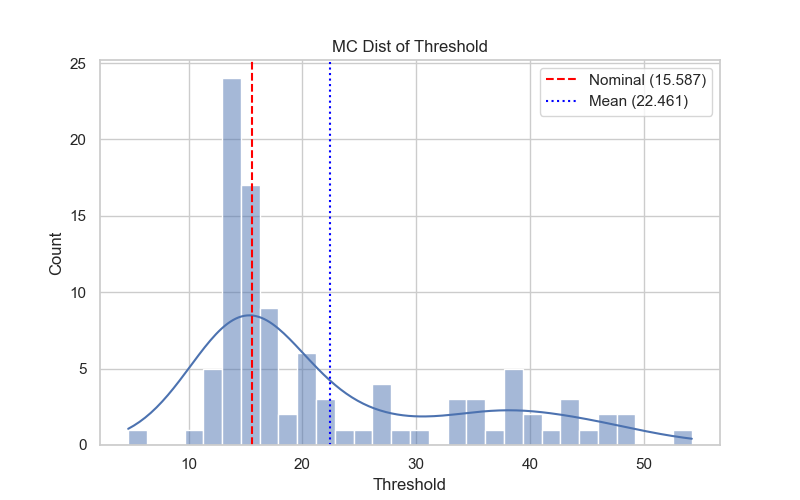 MC Dist of Threshold
25
20
15
10
5
0
Count
Nominal (15.587)
Mean (22.461)
10 20 30 40 50
Threshold